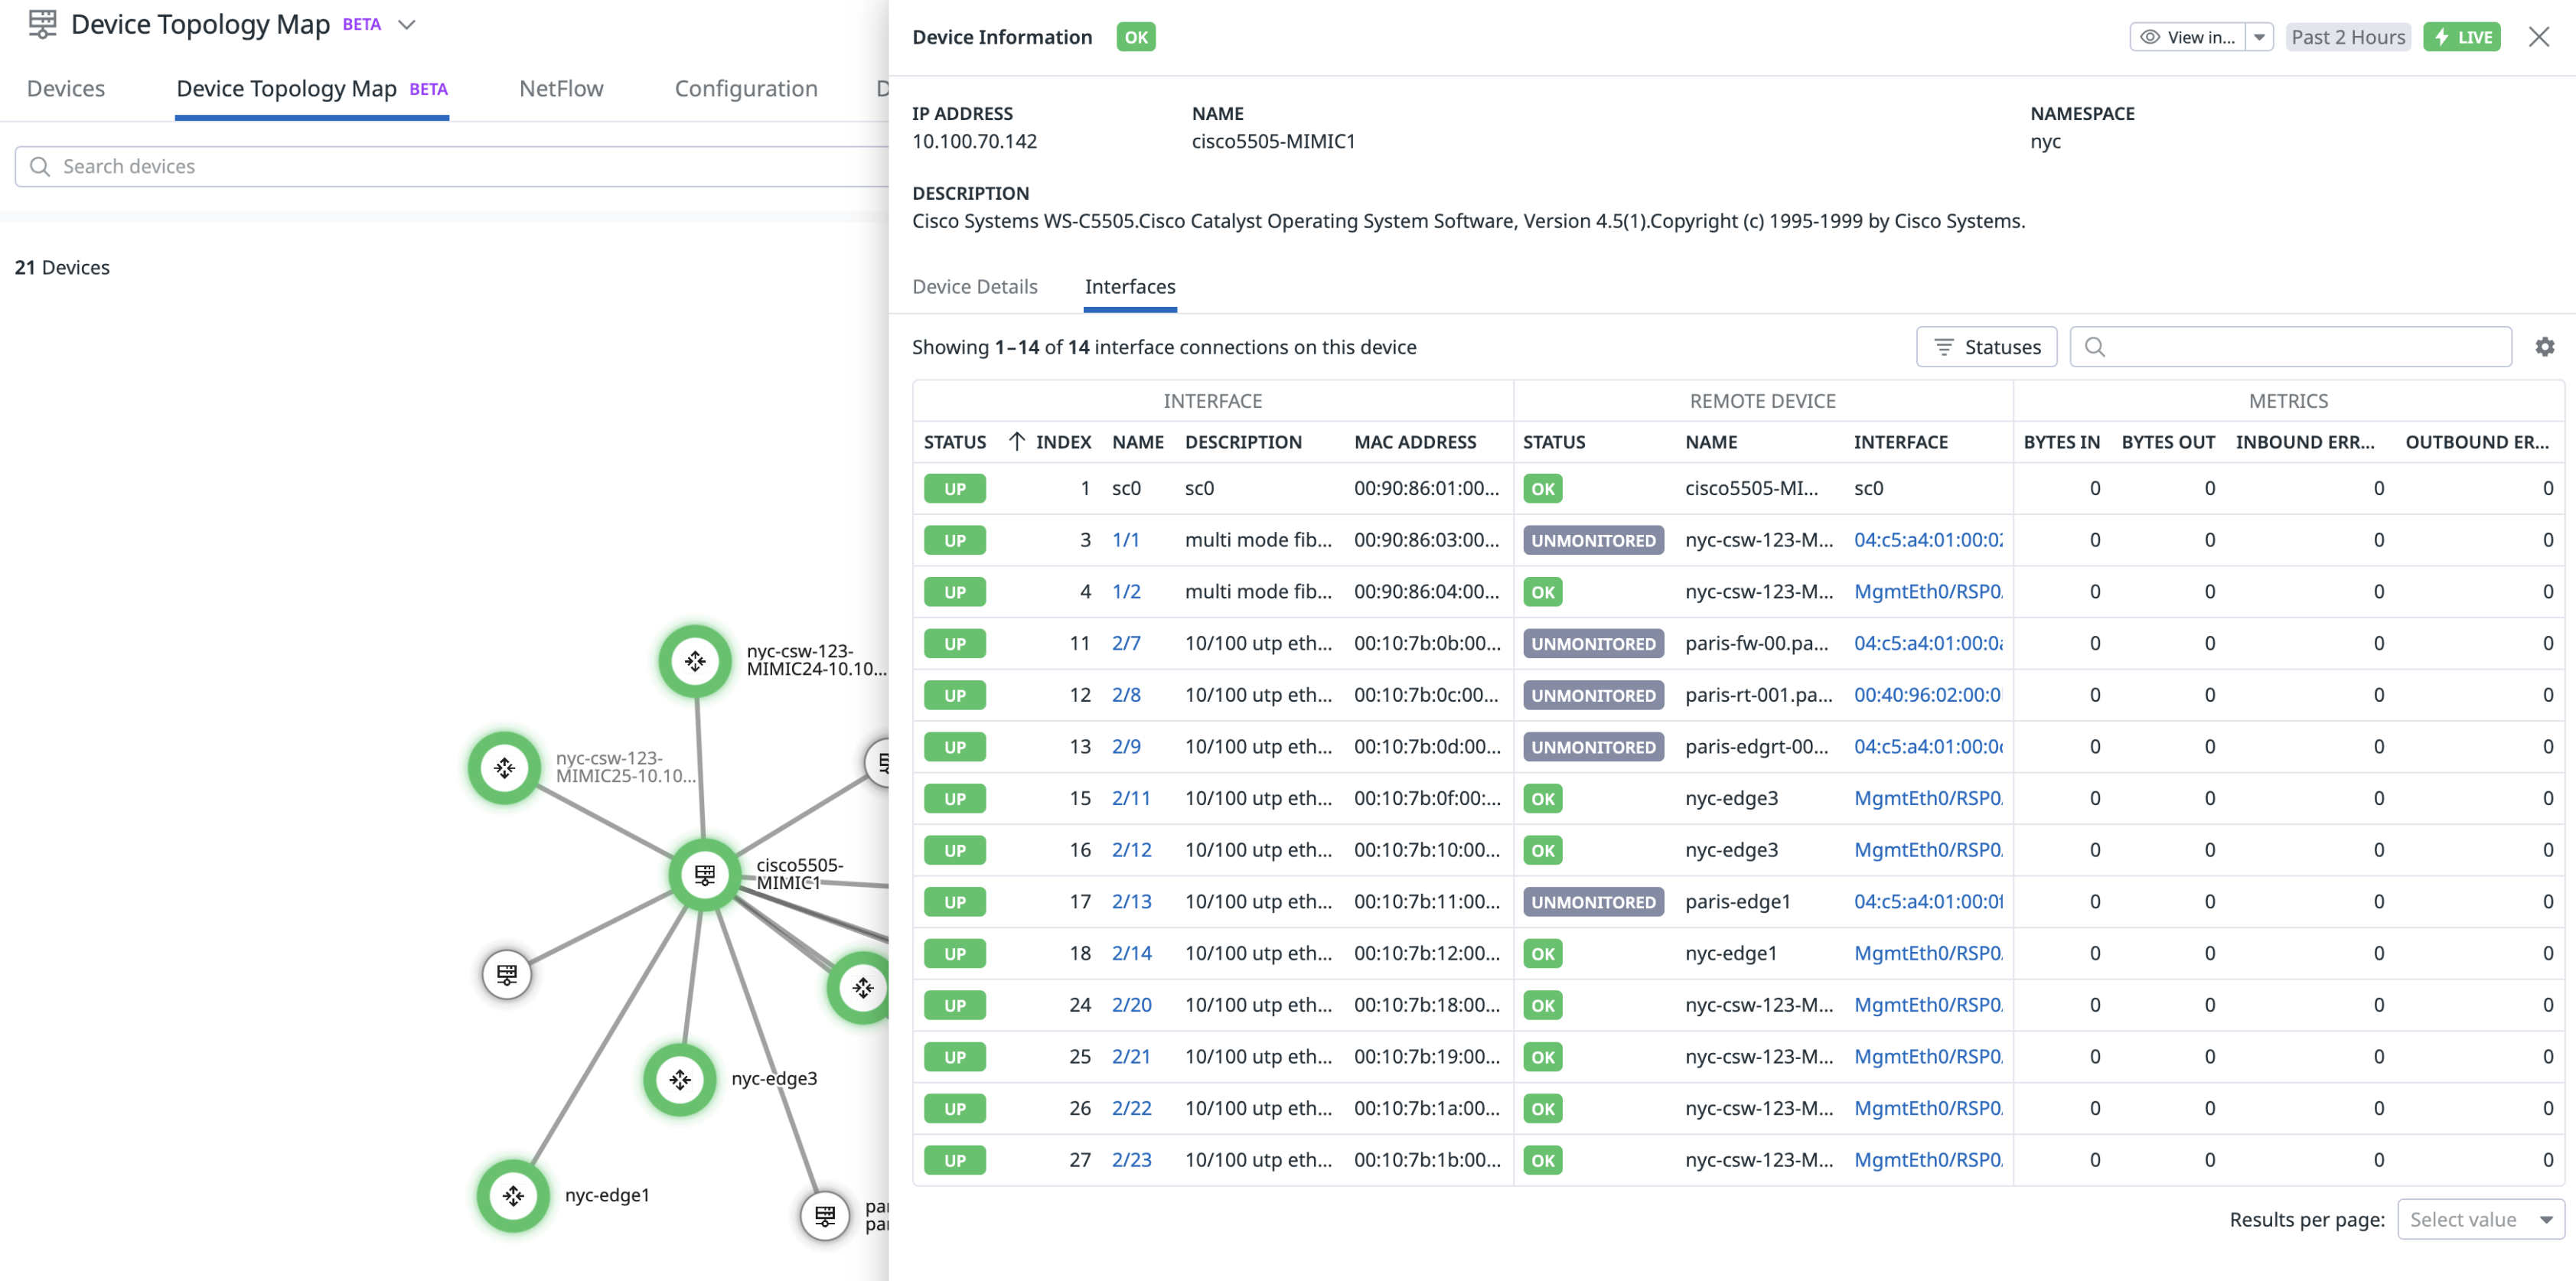 Device Topology Map BETA
Devices Device Topology Map BETA NetFlow Configuration D
Search devices
21 Devices
nyc-csw-123-
MIMIC24-10.10...
nyc-csw-123-
MIMIC25-10.10...
cisco5505-
MIMIC1
nyc-edge3
nyc-edge1
par
par
Device Information OK View in... Past 2 Hours LIVE
IP ADDRESS NAME NAMESPACE
10.100.70.142 cisco5505-MIMIC1 nyc
DESCRIPTION
Cisco Systems WS-C5505.Cisco Catalyst Operating System Software, Version 4.5(1).Copyright (c) 1995-1999 by Cisco Systems.
Device Details Interfaces
Showing 1–14 of 14 interface connections on this device Statuses
INTERFACE REMOTE DEVICE METRICS
STATUS INDEX NAME DESCRIPTION MAC ADDRESS STATUS NAME INTERFACE BYTES IN BYTES OUT INBOUND ERR... OUTBOUND ER...
UP 1 sc0 sc0 00:90:86:01:00... OK cisco5505-MI... sc0 0 0 0 0
UP 3 1/1 multi mode fib... 00:90:86:03:00... UNMONITORED nyc-csw-123-M... 04:c5:a4:01:00:02 0 0 0 0
UP 4 1/2 multi mode fib... 00:90:86:04:00... OK nyc-csw-123-M... MgmtEth0/RSP0/ 0 0 0 0
UP 11 2/7 10/100 utp eth... 00:10:7b:0b:00... UNMONITORED paris-fw-00.pa... 04:c5:a4:01:00:0a 0 0 0 0
UP 12 2/8 10/100 utp eth... 00:10:7b:0c:00... UNMONITORED paris-rt-001.pa... 00:40:96:02:00:0 0 0 0 0
UP 13 2/9 10/100 utp eth... 00:10:7b:0d:00... UNMONITORED paris-edgrt-00... 04:c5:a4:01:00:0c 0 0 0 0
UP 15 2/11 10/100 utp eth... 00:10:7b:0f:00:... OK nyc-edge3 MgmtEth0/RSP0/ 0 0 0 0
UP 16 2/12 10/100 utp eth... 00:10:7b:10:00... OK nyc-edge3 MgmtEth0/RSP0/ 0 0 0 0
UP 17 2/13 10/100 utp eth... 00:10:7b:11:00... UNMONITORED paris-edge1 04:c5:a4:01:00:0f 0 0 0 0
UP 18 2/14 10/100 utp eth... 00:10:7b:12:00... OK nyc-edge1 MgmtEth0/RSP0/ 0 0 0 0
UP 24 2/20 10/100 utp eth... 00:10:7b:18:00... OK nyc-csw-123-M... MgmtEth0/RSP0/ 0 0 0 0
UP 25 2/21 10/100 utp eth... 00:10:7b:19:00... OK nyc-csw-123-M... MgmtEth0/RSP0/ 0 0 0 0
UP 26 2/22 10/100 utp eth... 00:10:7b:1a:00... OK nyc-csw-123-M... MgmtEth0/RSP0/ 0 0 0 0
UP 27 2/23 10/100 utp eth... 00:10:7b:1b:00... OK nyc-csw-123-M... MgmtEth0/RSP0/ 0 0 0 0
Results per page: Select value